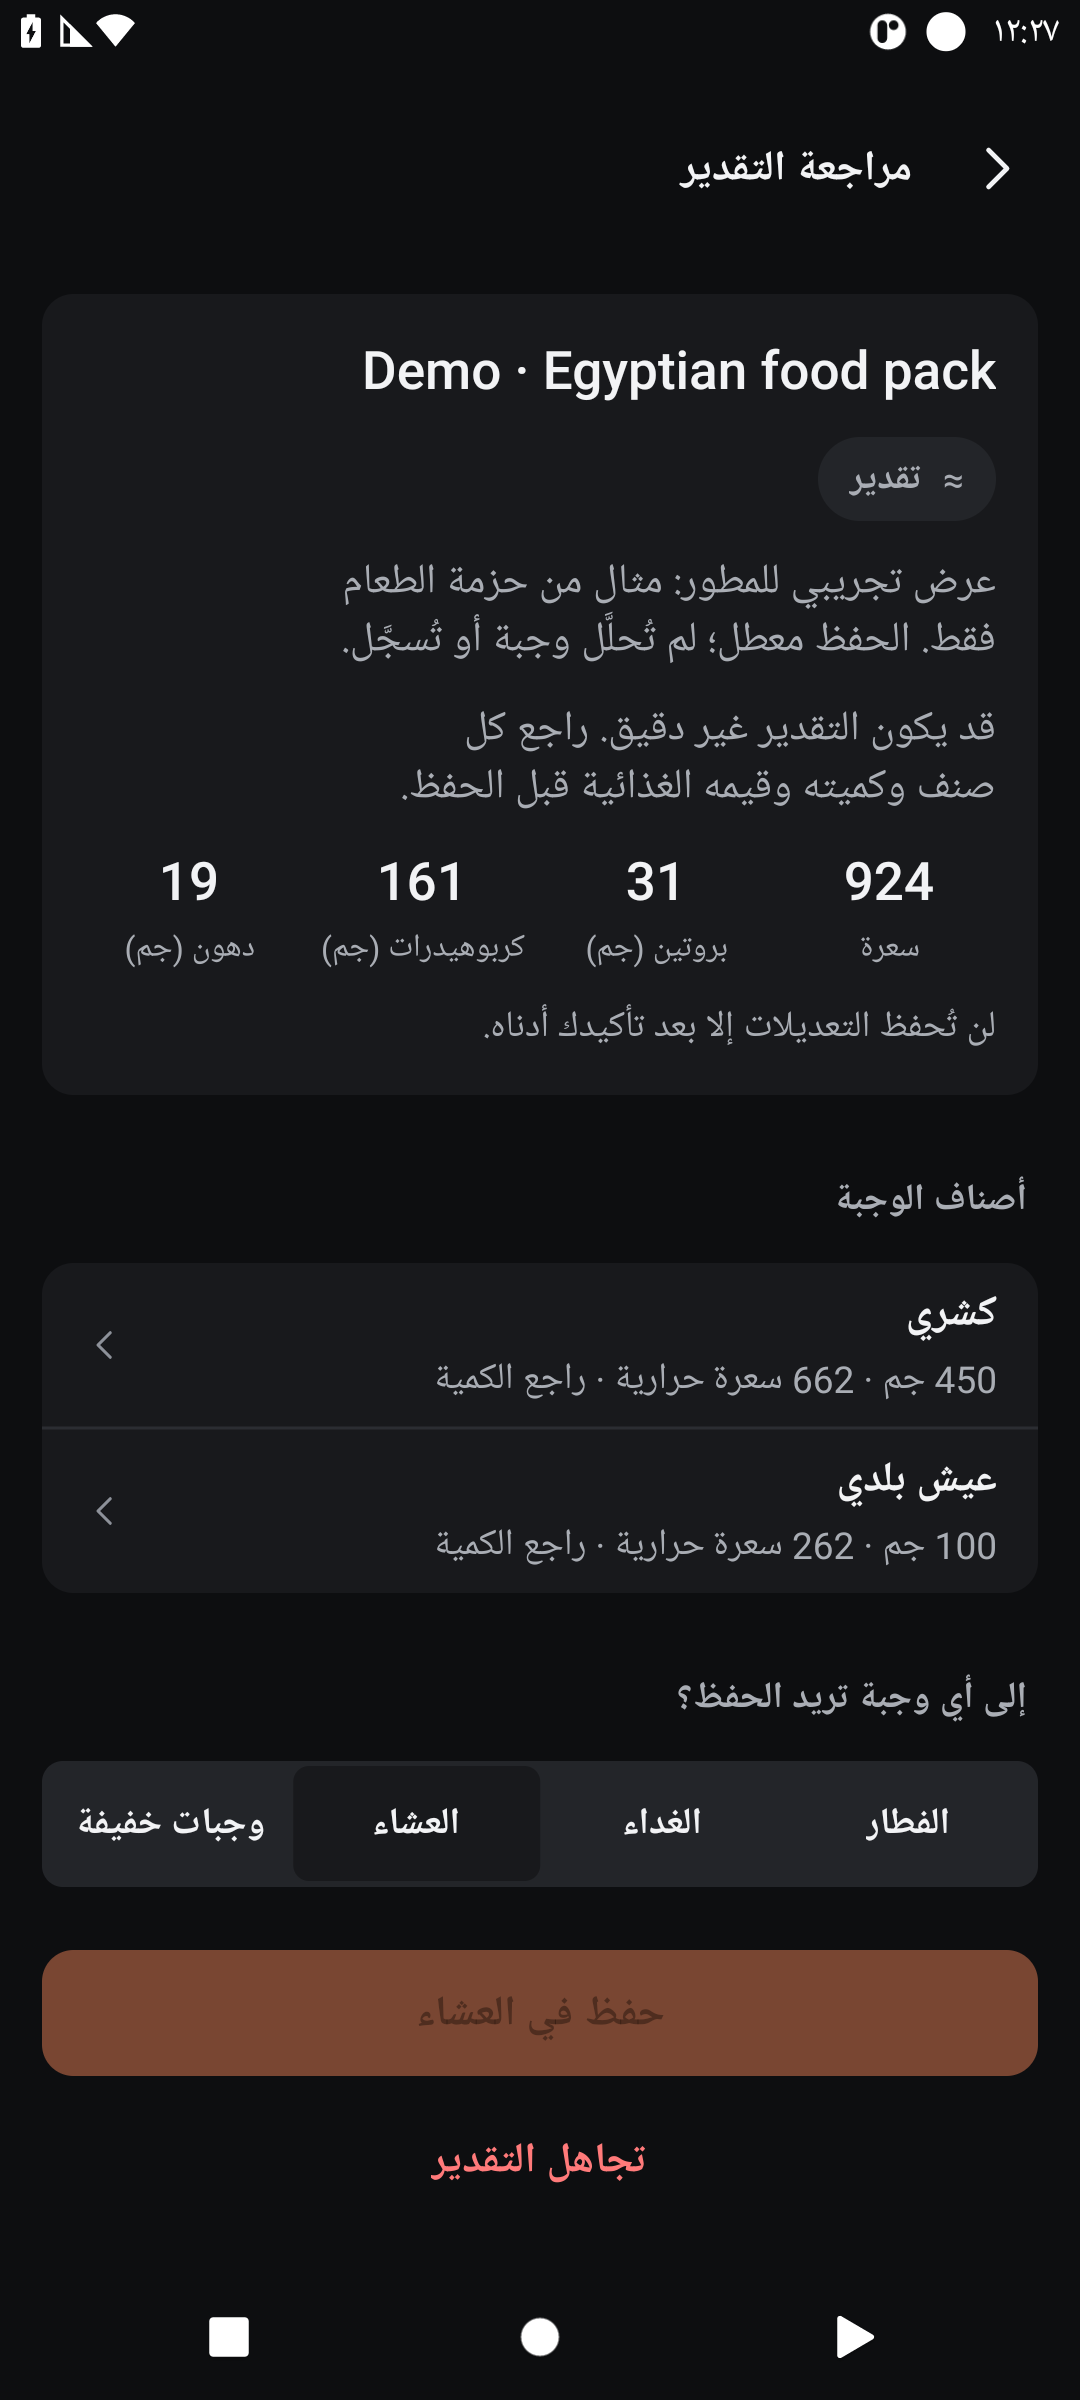 ١٢:٢٧
مراجعة التقدير
Demo · Egyptian food pack
≈ تقدير
عرض تجريبي للمطور: مثال من حزمة الطعام
فقط. الحفظ معطل؛ لم تُحلَّل وجبة أو تُسجَّل.
قد يكون التقدير غير دقيق. راجع كل
صنف وكميته وقيمه الغذائية قبل الحفظ.
924 31 161 19
سعرة بروتين (جم) كربوهيدرات (جم) دهون (جم)
لن تُحفظ التعديلات إلا بعد تأكيدك أدناه.
أصناف الوجبة
كشري
450 جم · 662 سعرة حرارية · راجع الكمية
عيش بلدي
100 جم · 262 سعرة حرارية · راجع الكمية
إلى أي وجبة تريد الحفظ؟
الفطار الغداء العشاء وجبات خفيفة
حفظ في العشاء
تجاهل التقدير